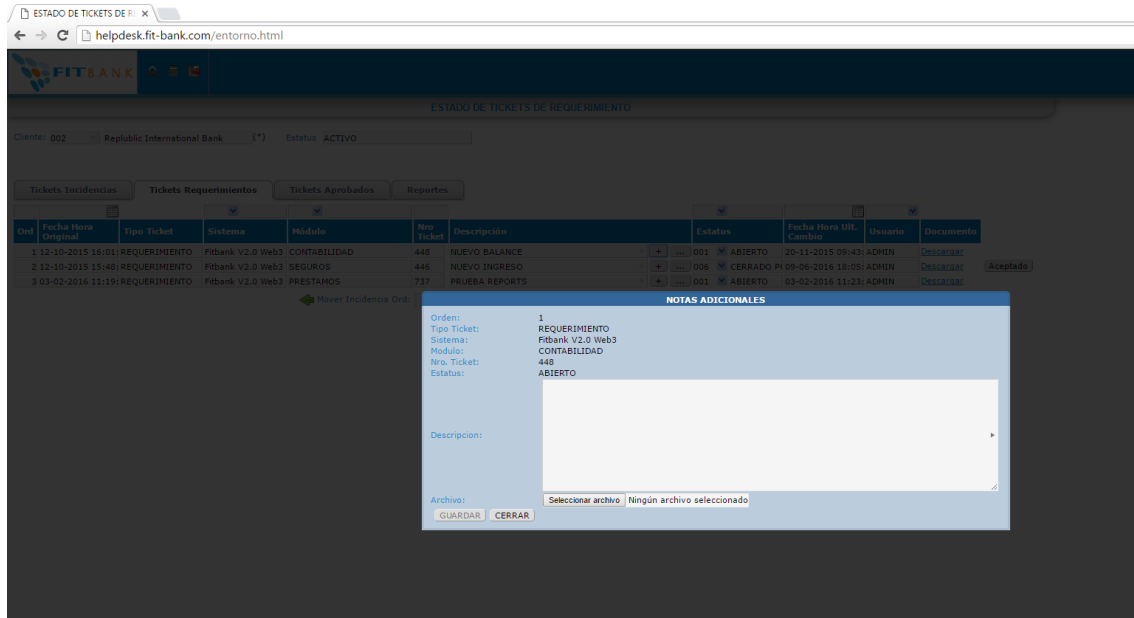 ESTADO DE TICKETS DE R
helpdesk.fit-bank.com/entorno.html
FITBANK
ESTADO DE TICKETS DE REQUERIMIENTO
Cliente: 002 Replublic International Bank (*) Estatus ACTIVO
Tickets Incidencias Tickets Requerimientos Tickets Aprobados Reportes
Ord Fecha Hora Original Tipo Ticket Sistema Módulo Nro Ticket Descripción Estatus Fecha Hora Ult. Cambio Usuario Documento
1 12-10-2015 16:01: REQUERIMIENTO Fitbank V2.0 Web3 CONTABILIDAD 448 NUEVO BALANCE + ... 001 ABIERTO 20-11-2015 09:43: ADMIN Descargar
2 12-10-2015 15:48: REQUERIMIENTO Fitbank V2.0 Web3 SEGUROS 446 NUEVO INGRESO + ... 006 CERRADO P 09-06-2016 18:05: ADMIN Descargar Aceptado
3 03-02-2016 11:19: REQUERIMIENTO Fitbank V2.0 Web3 PRESTAMOS 737 PRUEBA REPORTS + ... 001 ABIERTO 03-02-2016 11:23: ADMIN Descargar
Mayer Incidencia Ord:
NOTAS ADICIONALES
Orden: 1
Tipo Ticket: REQUERIMIENTO
Sistema: Fitbank V2.0 Web3
Modulo: CONTABILIDAD
Nro. Ticket: 448
Estatus: ABIERTO
Descripcion:
Archivo: Seleccionar archivo Ningún archivo seleccionado
GUARDAR CERRAR